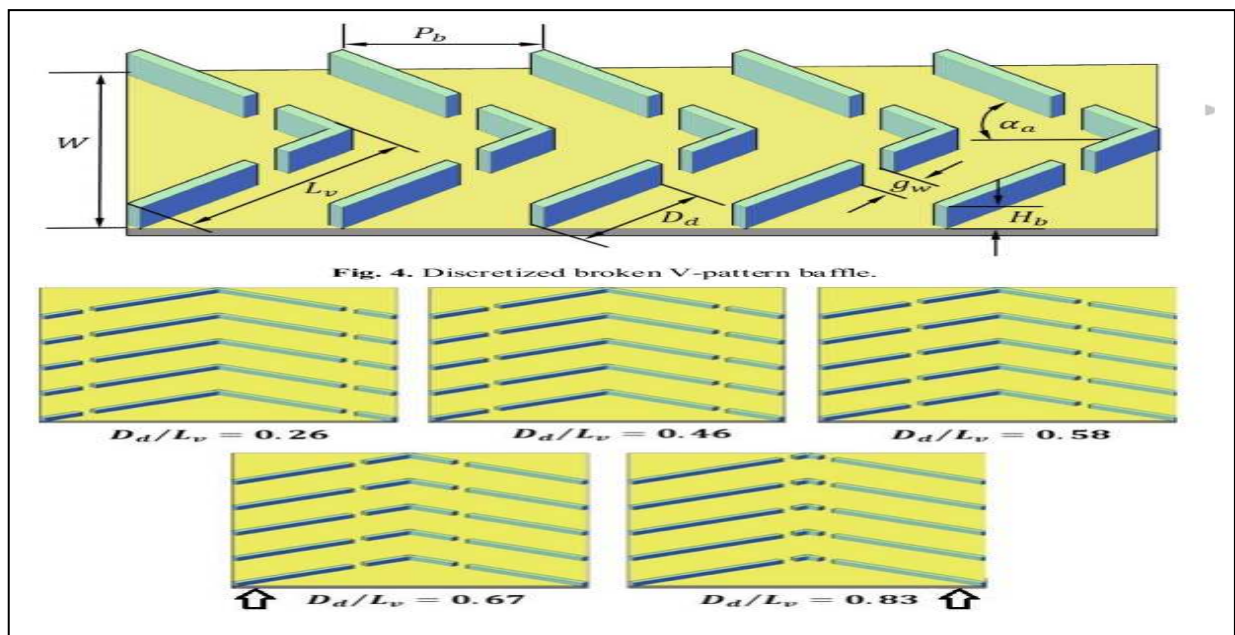 P_b
W
α_a
L_v
g_w
D_d
H_b
Fig. 4. Discretized broken V-pattern baffle.
D_d/L_v = 0.26
D_d/L_v = 0.46
D_d/L_v = 0.58
D_d/L_v = 0.67
D_d/L_v = 0.83